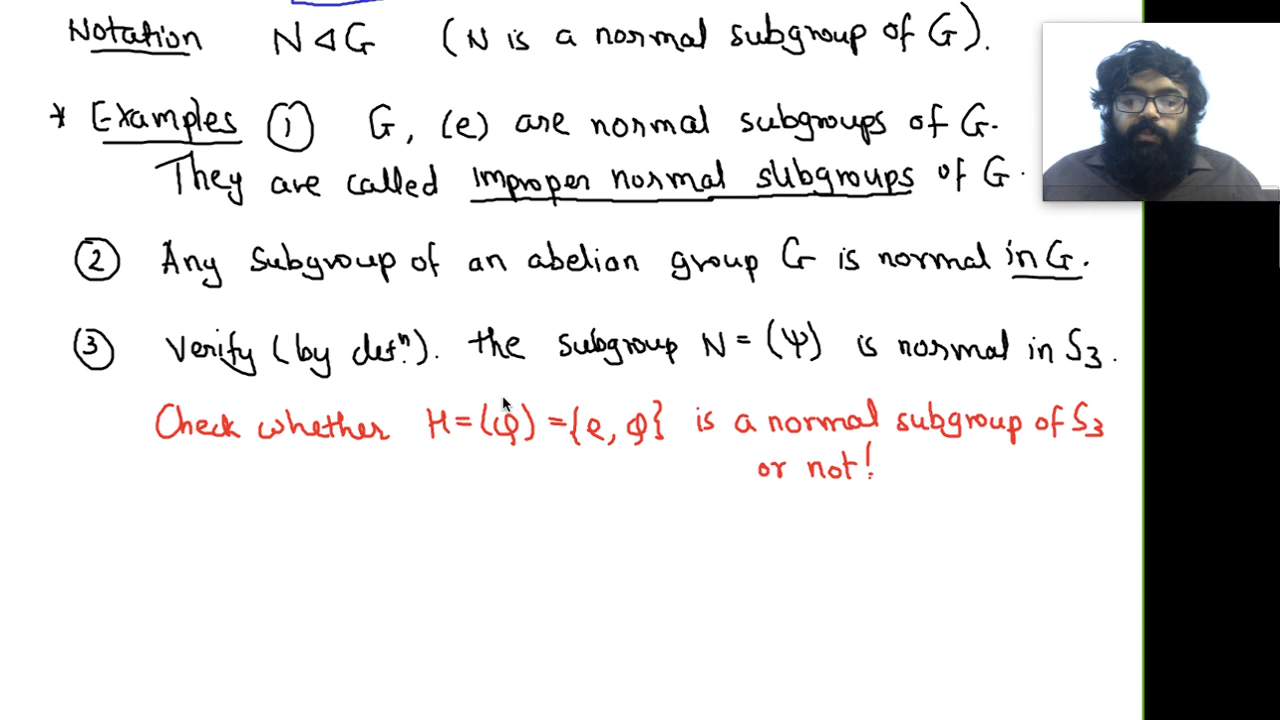 Notation N ⊲ G (N is a normal subgroup of G).
* Examples ① G, (e) are normal subgroups of G.
They are called improper normal subgroups of G.
② Any subgroup of an abelian group G is normal in G.
③ Verify (by defⁿ.). the subgroup N = (ψ) is normal in S₃.
Check whether H = (φ) = {e, φ} is a normal subgroup of S₃
or not!